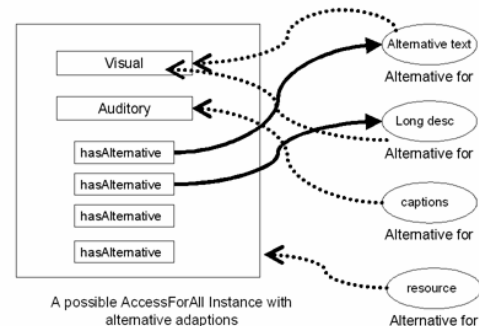 Visual
Auditory
hasAlternative
hasAlternative
hasAlternative
hasAlternative
A possible AccessForAll Instance with
alternative adaptions
Alternative text
Alternative for
Long desc
Alternative for
captions
Alternative for
resource
Alternative for